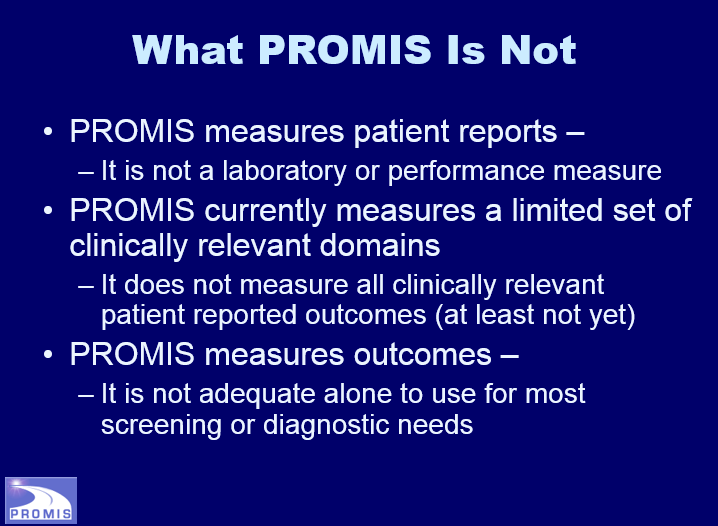 What PROMIS Is Not
• PROMIS measures patient reports –
– It is not a laboratory or performance measure
• PROMIS currently measures a limited set of
clinically relevant domains
– It does not measure all clinically relevant
patient reported outcomes (at least not yet)
• PROMIS measures outcomes –
– It is not adequate alone to use for most
screening or diagnostic needs
PROMIS